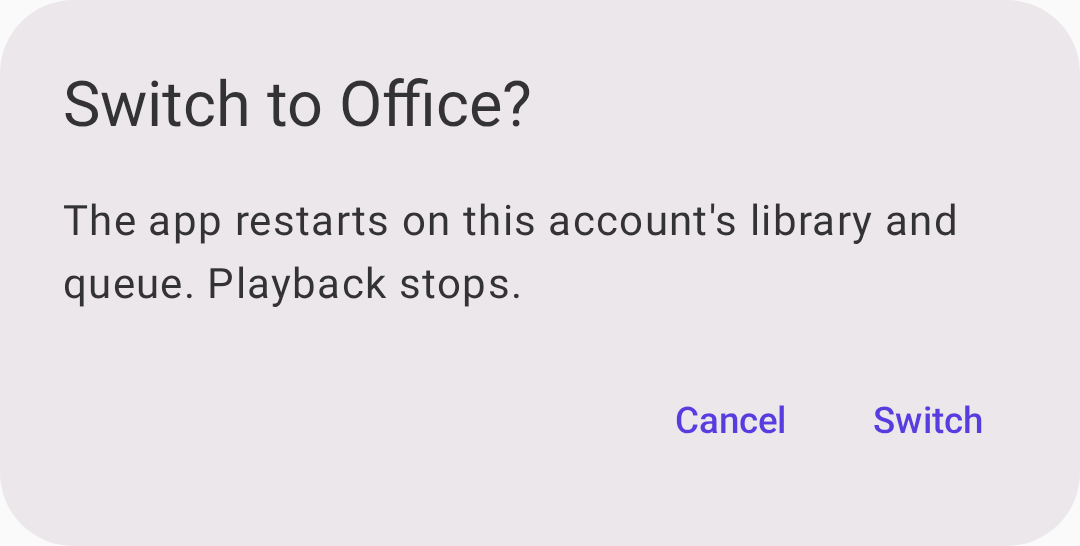 Switch to Office?
The app restarts on this account's library and
queue. Playback stops.
Cancel Switch